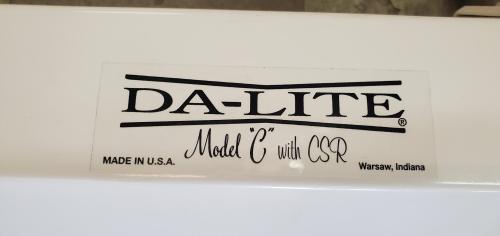 DA-LITE®
Model "C" with CSR
MADE IN U.S.A.
Warsaw, Indiana